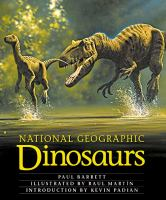 NATIONAL GEOGRAPHIC
Dinosaurs
PAUL BARRETT
ILLUSTRATED BY RAUL MARTIN
INTRODUCTION BY KEVIN PADIAN